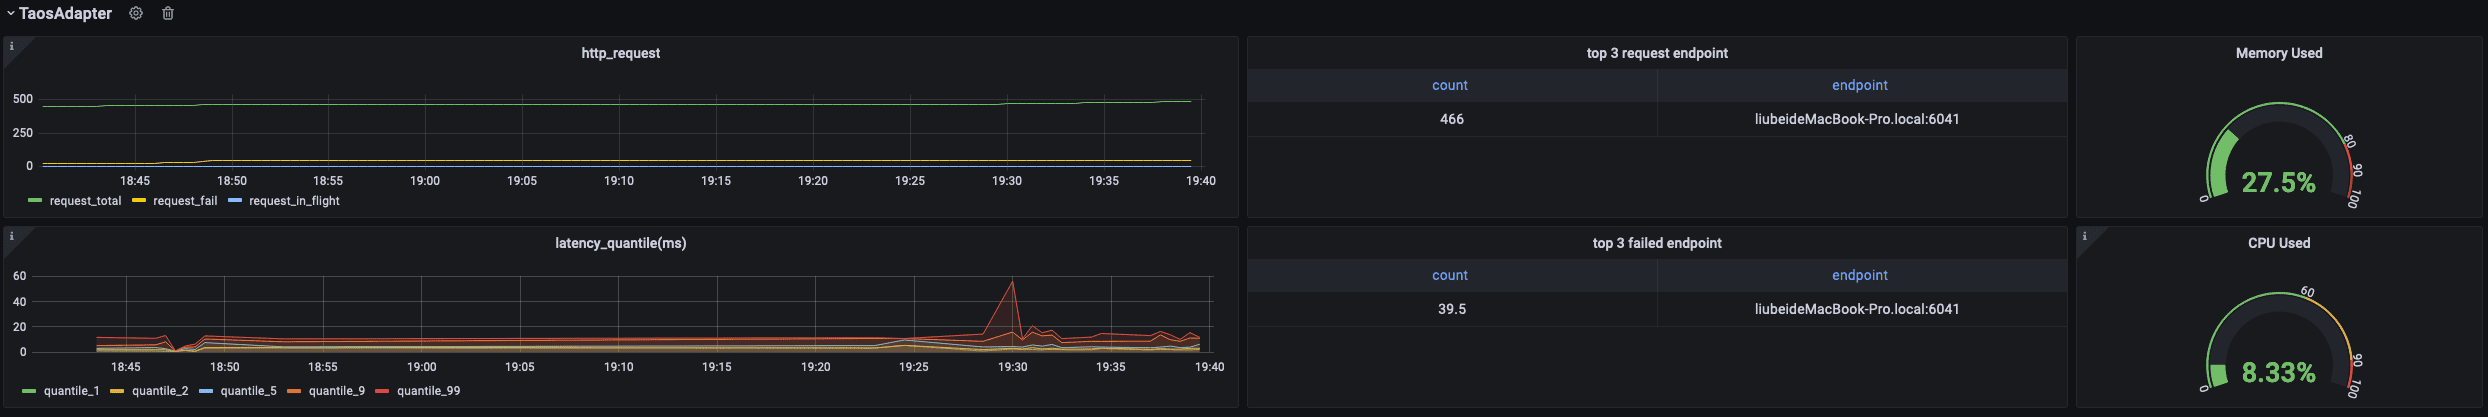 TaosAdapter
http_request
500
250
0
18:45 18:50 18:55 19:00 19:05 19:10 19:15 19:20 19:25 19:30 19:35 19:40
request_total request_fail request_in_flight
top 3 request endpoint
count endpoint
466 liubeideMacBook-Pro.local:6041
Memory Used
0 80 90 100
27.5%
latency_quantile(ms)
60
40
20
0
18:45 18:50 18:55 19:00 19:05 19:10 19:15 19:20 19:25 19:30 19:35 19:40
quantile_1 quantile_2 quantile_5 quantile_9 quantile_99
top 3 failed endpoint
count endpoint
39.5 liubeideMacBook-Pro.local:6041
CPU Used
0 60 90 100
8.33%